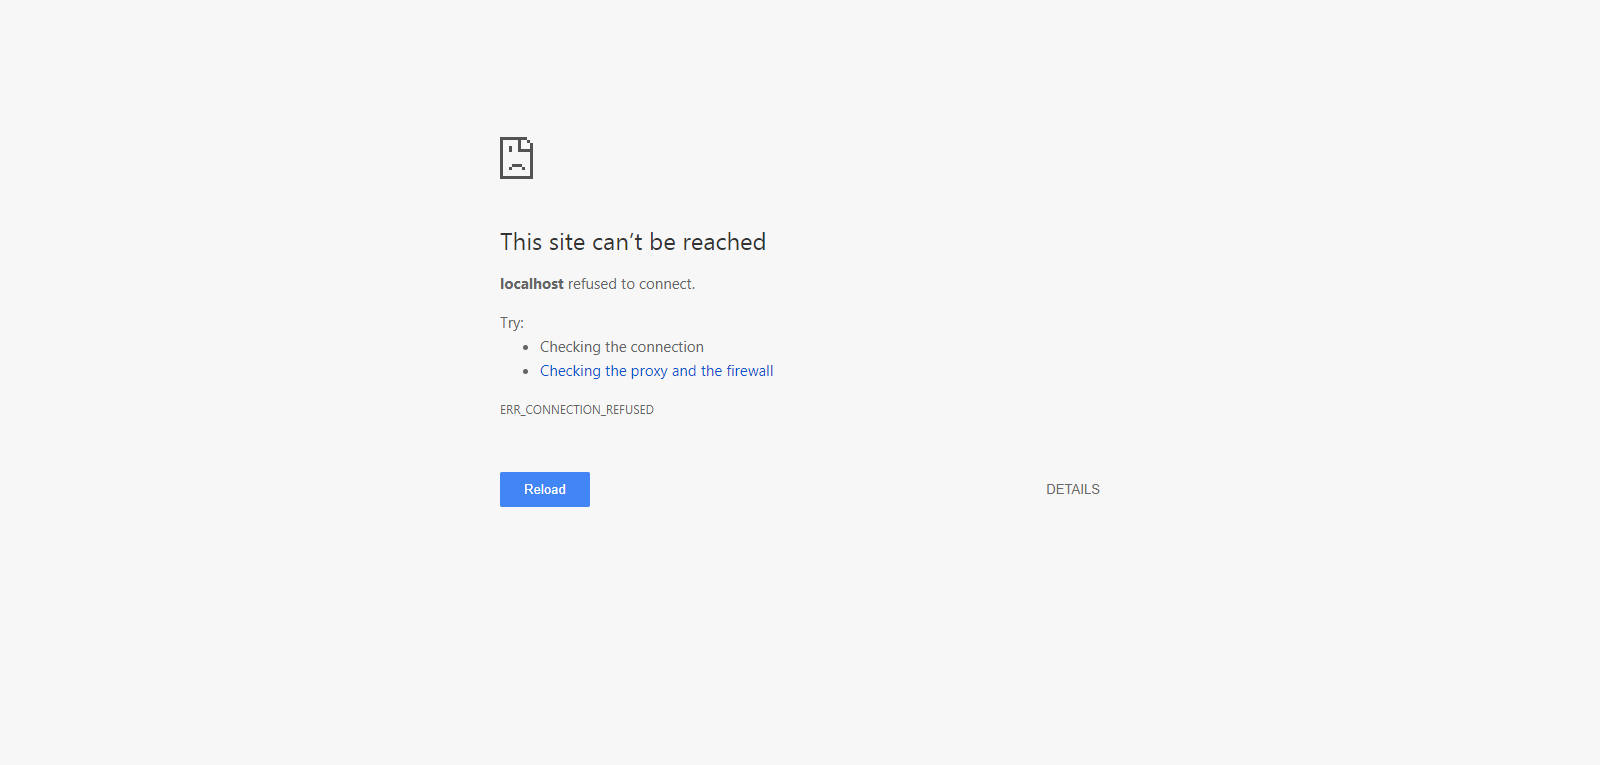 This site can’t be reached
localhost refused to connect.
Try:
• Checking the connection
• Checking the proxy and the firewall
ERR_CONNECTION_REFUSED
Reload
DETAILS